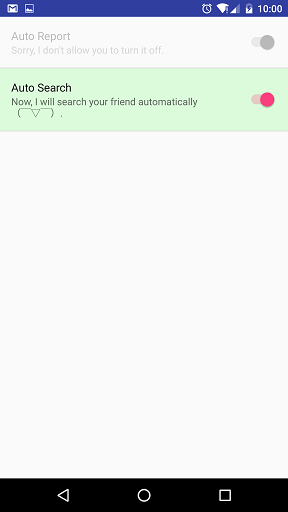 10:00
Auto Report
Sorry, I don't allow you to turn it off.
Auto Search
Now, I will search your friend automatically
(￣▽￣) .